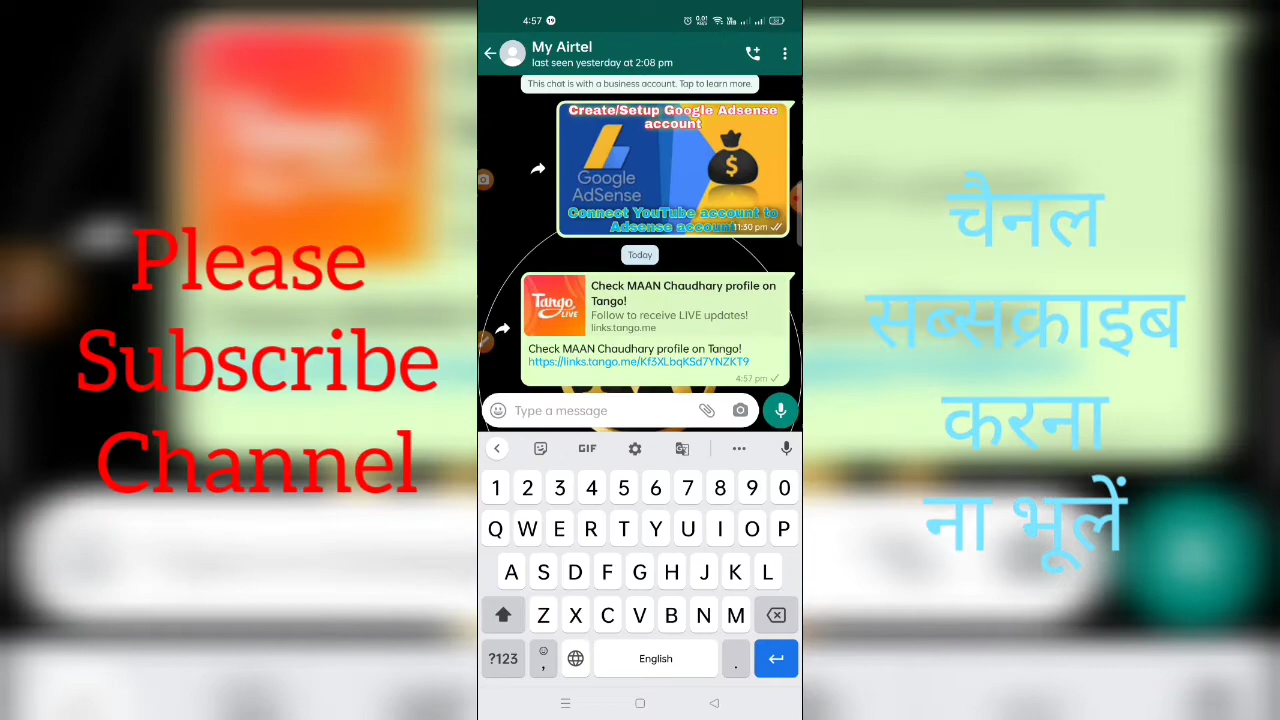 Please
Subscribe
Channel
4:57
My Airtel
last seen yesterday at 2:08 pm
This chat is with a business account. Tap to learn more.
Create/Setup Google Adsense
account
Google
AdSense
Connect YouTube account to
Adsense account
11:30 pm
Today
Tango
LIVE
Check MAAN Chaudhary profile on
Tango!
Follow to receive LIVE updates!
links.tango.me
Check MAAN Chaudhary profile on Tango!
https://links.tango.me/Kf3XLbqKSd7YNZKT9
4:57 pm
Type a message
GIF
1 2 3 4 5 6 7 8 9 0
Q W E R T Y U I O P
A S D F G H J K L
Z X C V B N M
?123 , English .
चैनल
सब्सक्राइब
करना
ना भूलें